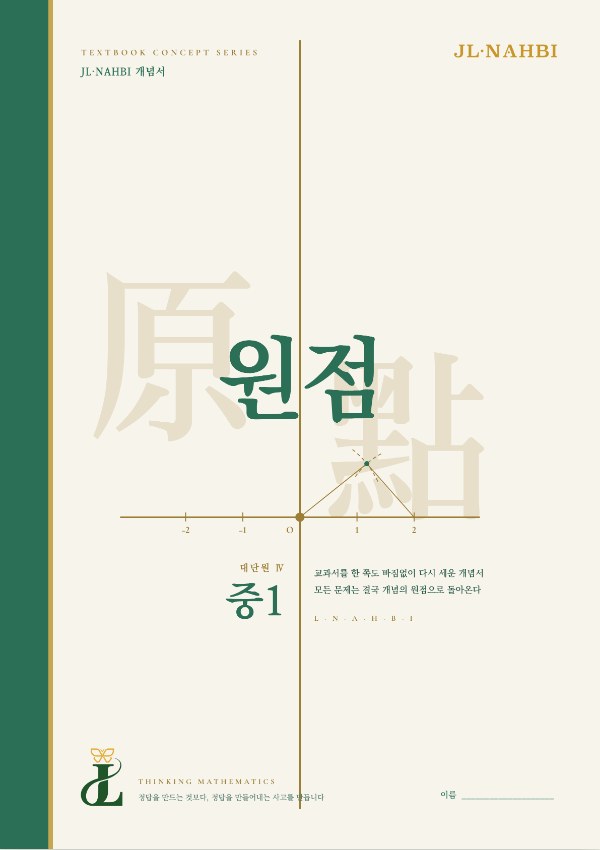 TEXTBOOK CONCEPT SERIES
JL·NAHBI 개념서
JL·NAHBI
原點
원점
-2 -1 O 1 2
대단원 Ⅳ
중1
교과서를 한 쪽도 빠짐없이 다시 세운 개념서
모든 문제는 결국 개념의 원점으로 돌아온다
L·N·A·H·B·I
JL
THINKING MATHEMATICS
정답을 만드는 것보다, 정답을 만들어내는 사고를 만듭니다
이름